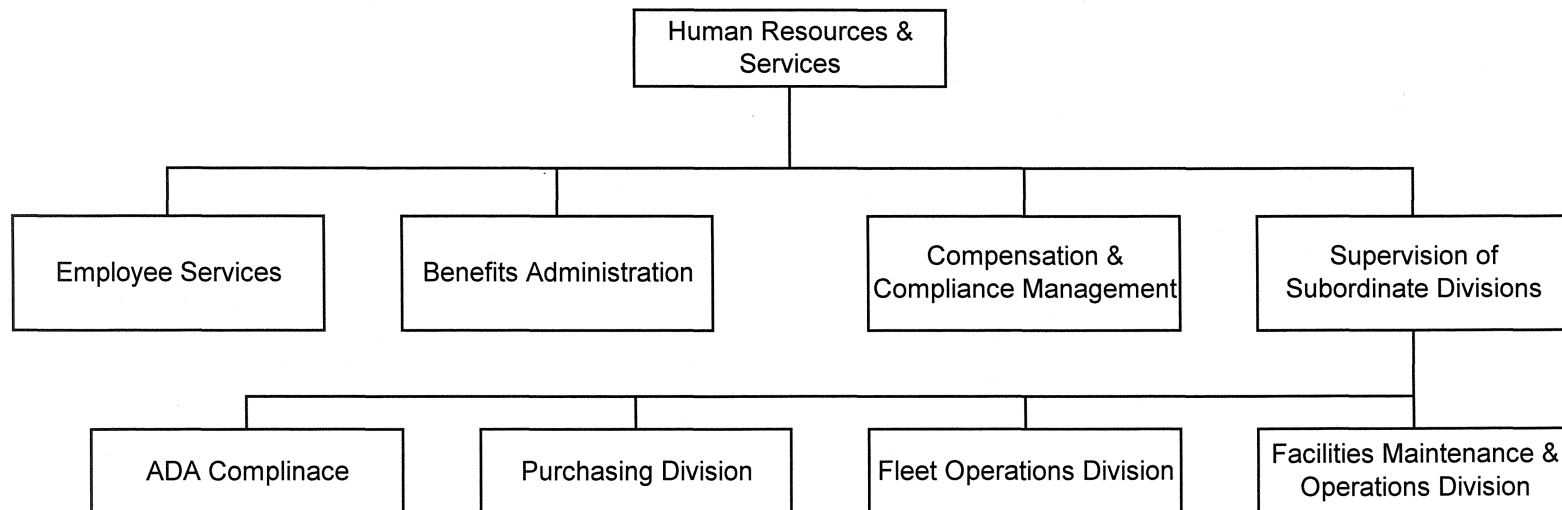 Human Resources &
Services
Employee Services
Benefits Administration
Compensation &
Compliance Management
Supervision of
Subordinate Divisions
ADA Complinace
Purchasing Division
Fleet Operations Division
Facilities Maintenance &
Operations Division